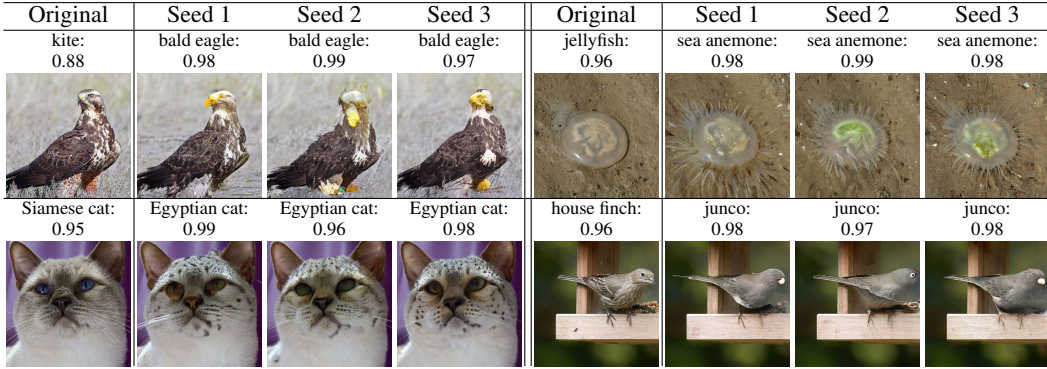 Original Seed 1 Seed 2 Seed 3 Original Seed 1 Seed 2 Seed 3
kite: bald eagle: bald eagle: bald eagle: jellyfish: sea anemone: sea anemone: sea anemone:
0.88 0.98 0.99 0.97 0.96 0.98 0.99 0.98
Siamese cat: Egyptian cat: Egyptian cat: Egyptian cat: house finch: junco: junco: junco:
0.95 0.99 0.96 0.98 0.96 0.98 0.97 0.98